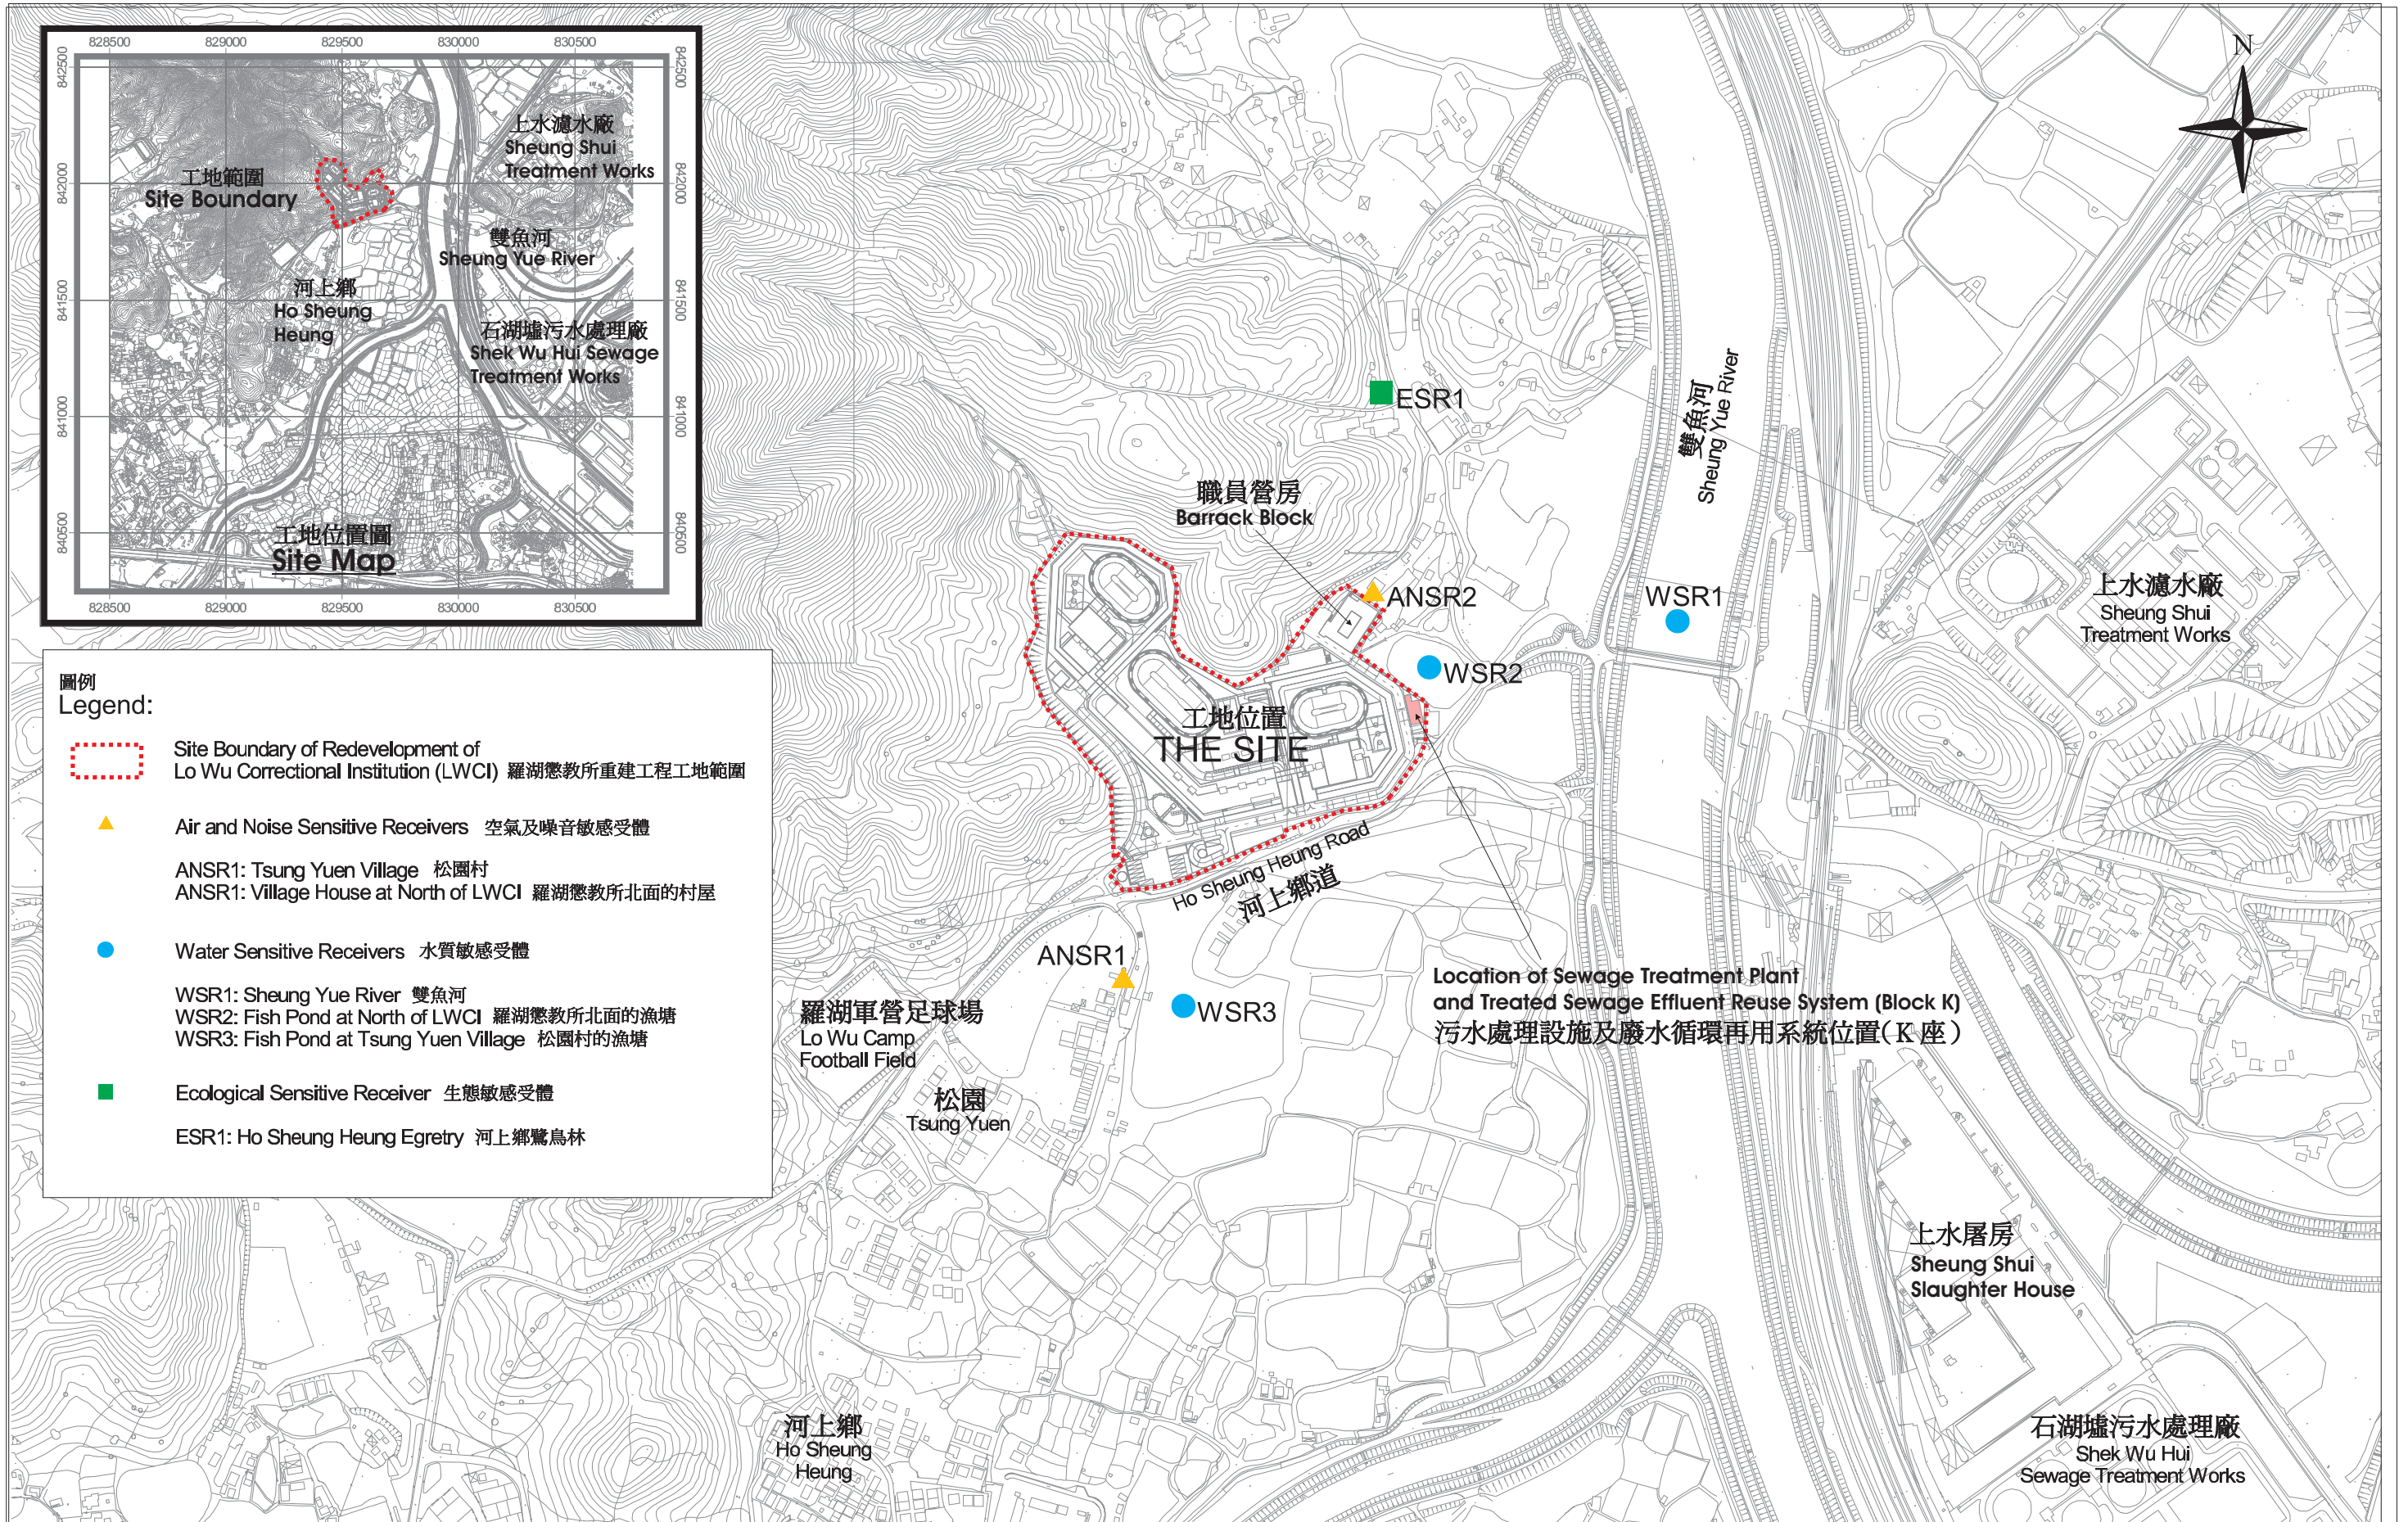 828500 829000 829500 830000 830500
842500
842000
841500
841000
840500
842500
842000
841500
841000
840500
上水濾水廠
Sheung Shui
Treatment Works
工地範圍
Site Boundary
雙魚河
Sheung Yue River
河上鄉
Ho Sheung
Heung
石湖墟污水處理廠
Shek Wu Hui Sewage
Treatment Works
工地位置圖
Site Map
828500 829000 829500 830000 830500
圖例
Legend:
Site Boundary of Redevelopment of
Lo Wu Correctional Institution (LWCI) 羅湖懲教所重建工程工地範圍
Air and Noise Sensitive Receivers 空氣及噪音敏感受體
ANSR1: Tsung Yuen Village 松園村
ANSR1: Village House at North of LWCI 羅湖懲教所北面的村屋
Water Sensitive Receivers 水質敏感受體
WSR1: Sheung Yue River 雙魚河
WSR2: Fish Pond at North of LWCI 羅湖懲教所北面的漁塘
WSR3: Fish Pond at Tsung Yuen Village 松園村的漁塘
Ecological Sensitive Receiver 生態敏感受體
ESR1: Ho Sheung Heung Egretry 河上鄉鷺鳥林
N
ESR1
雙魚河
Sheung Yue River
職員營房
Barrack Block
ANSR2
WSR1
WSR2
上水濾水廠
Sheung Shui
Treatment Works
工地位置
THE SITE
Ho Sheung Heung Road
河上鄉道
ANSR1
WSR3
Location of Sewage Treatment Plant
and Treated Sewage Effluent Reuse System (Block K)
污水處理設施及廢水循環再用系統位置(K座)
羅湖軍營足球場
Lo Wu Camp
Football Field
松園
Tsung Yuen
上水屠房
Sheung Shui
Slaughter House
河上鄉
Ho Sheung
Heung
石湖墟污水處理廠
Shek Wu Hui
Sewage Treatment Works